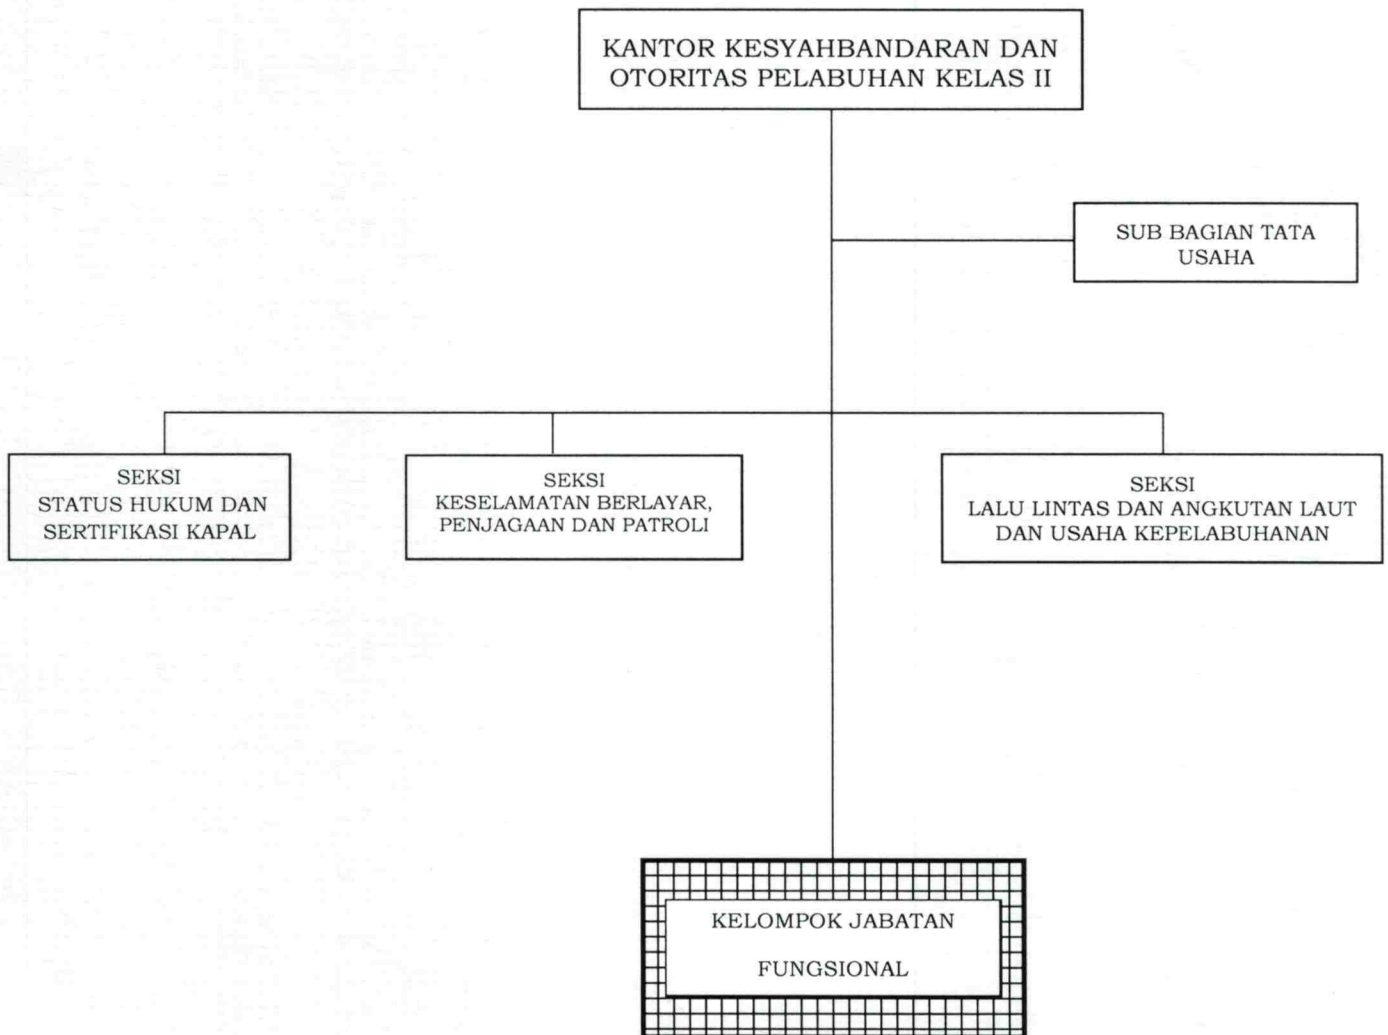 KANTOR KESYAHBANDARAN DAN
OTORITAS PELABUHAN KELAS II
SUB BAGIAN TATA
USAHA
SEKSI
STATUS HUKUM DAN
SERTIFIKASI KAPAL
SEKSI
KESELAMATAN BERLAYAR,
PENJAGAAN DAN PATROLI
SEKSI
LALU LINTAS DAN ANGKUTAN LAUT
DAN USAHA KEPELABUHANAN
KELOMPOK JABATAN
FUNGSIONAL